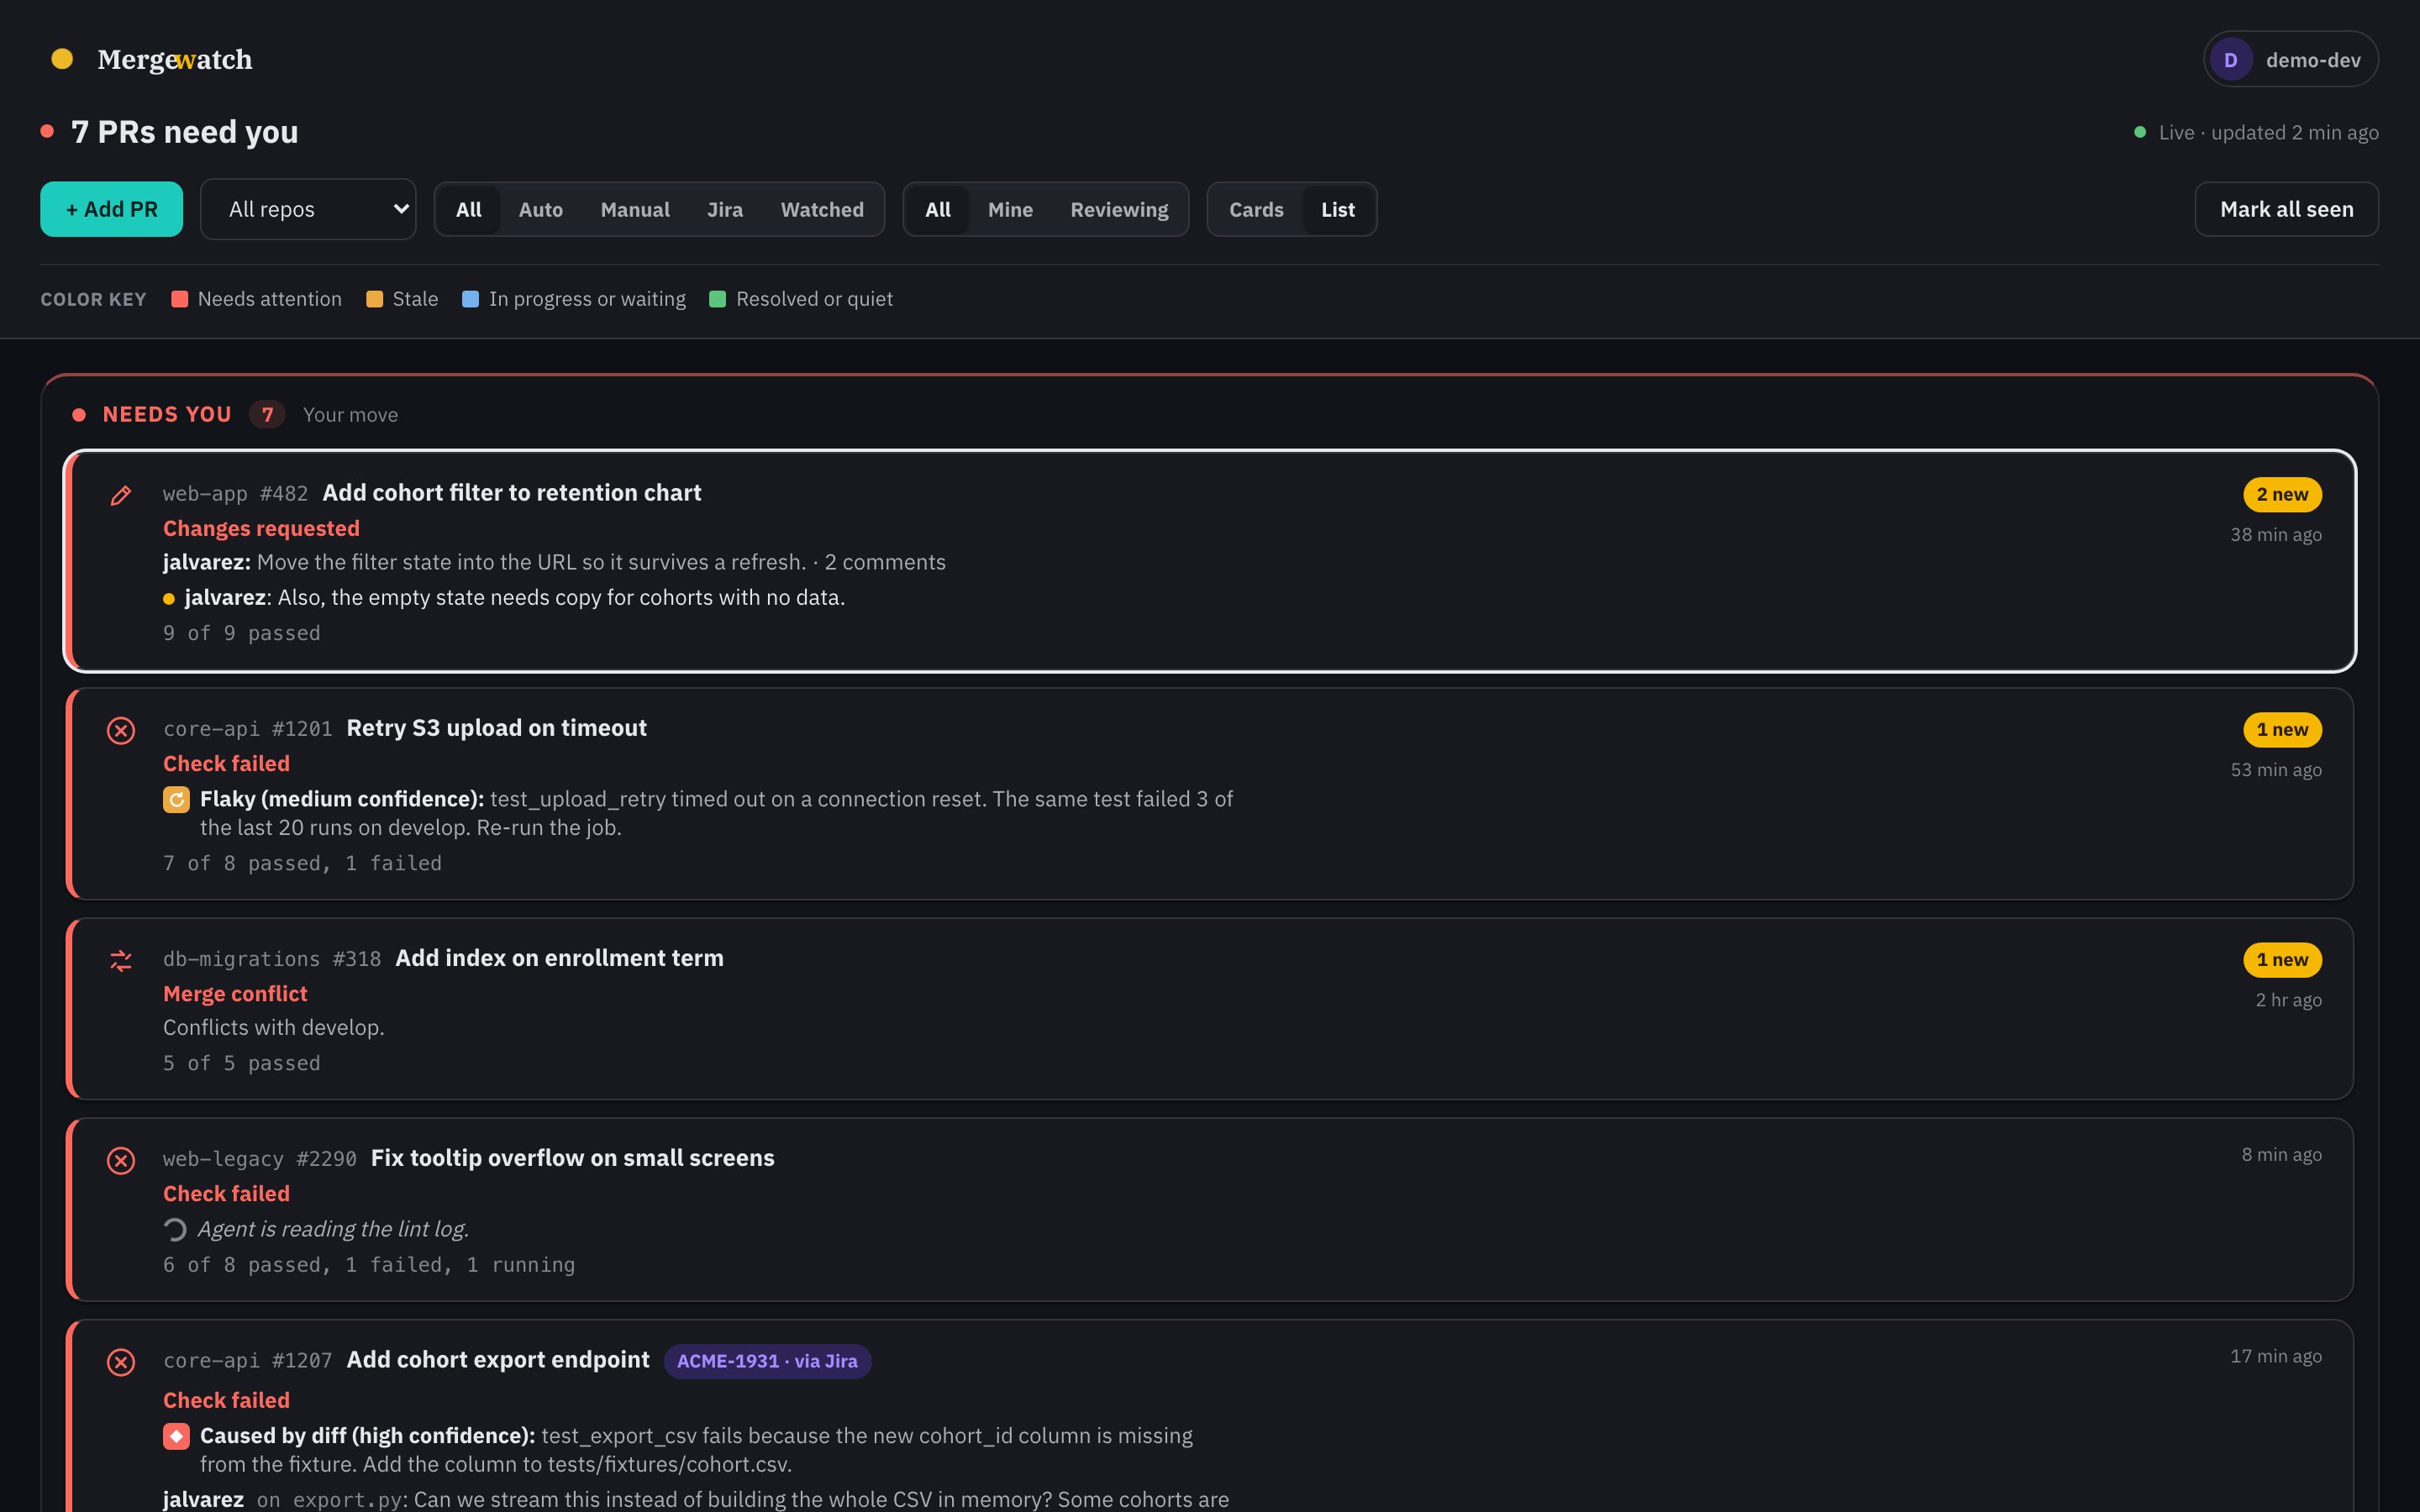 Mergewatch
D demo-dev
7 PRs need you
Live · updated 2 min ago
+ Add PR
All repos
All Auto Manual Jira Watched
All Mine Reviewing
Cards List
Mark all seen
COLOR KEY Needs attention Stale In progress or waiting Resolved or quiet
NEEDS YOU 7 Your move
web-app #482 Add cohort filter to retention chart
2 new
Changes requested
38 min ago
jalvarez: Move the filter state into the URL so it survives a refresh. · 2 comments
jalvarez: Also, the empty state needs copy for cohorts with no data.
9 of 9 passed
core-api #1201 Retry S3 upload on timeout
1 new
Check failed
53 min ago
Flaky (medium confidence): test_upload_retry timed out on a connection reset. The same test failed 3 of
the last 20 runs on develop. Re-run the job.
7 of 8 passed, 1 failed
db-migrations #318 Add index on enrollment term
1 new
Merge conflict
2 hr ago
Conflicts with develop.
5 of 5 passed
web-legacy #2290 Fix tooltip overflow on small screens
8 min ago
Check failed
Agent is reading the lint log.
6 of 8 passed, 1 failed, 1 running
core-api #1207 Add cohort export endpoint ACME-1931 · via Jira
17 min ago
Check failed
Caused by diff (high confidence): test_export_csv fails because the new cohort_id column is missing
from the fixture. Add the column to tests/fixtures/cohort.csv.
jalvarez on export.py: Can we stream this instead of building the whole CSV in memory? Some cohorts are